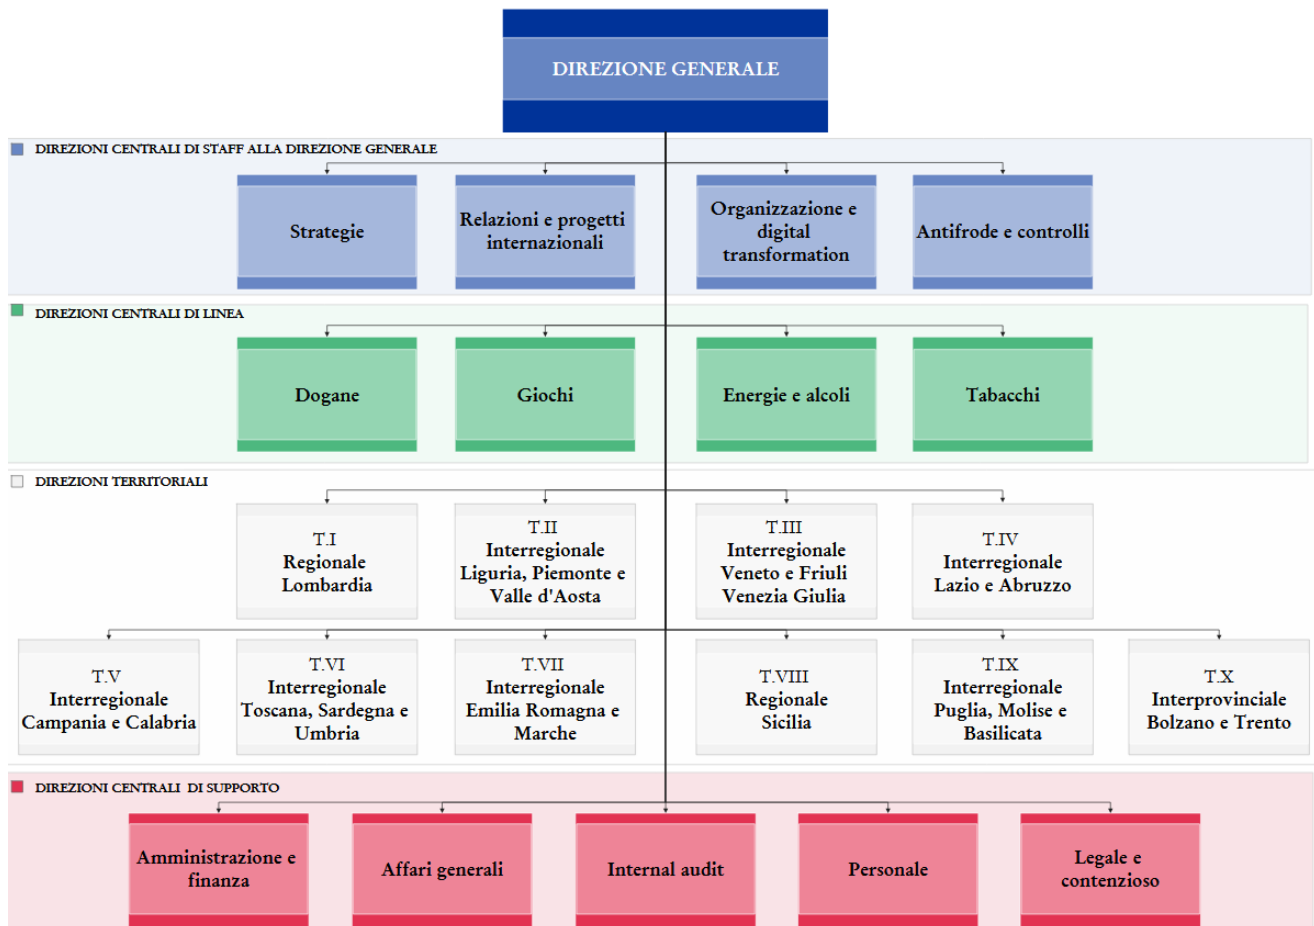 DIREZIONE GENERALE
DIREZIONI CENTRALI DI STAFF ALLA DIREZIONE GENERALE
Strategie
Relazioni e progetti
internazionali
Organizzazione e
digital
transformation
Antifrode e controlli
DIREZIONI CENTRALI DI LINEA
Dogane
Giochi
Energie e alcoli
Tabacchi
DIREZIONI TERRITORIALI
T.I
Regionale
Lombardia
T.II
Interregionale
Liguria, Piemonte e
Valle d'Aosta
T.III
Interregionale
Veneto e Friuli
Venezia Giulia
T.IV
Interregionale
Lazio e Abruzzo
T.V
Interregionale
Campania e Calabria
T.VI
Interregionale
Toscana, Sardegna e
Umbria
T.VII
Interregionale
Emilia Romagna e
Marche
T.VIII
Regionale
Sicilia
T.IX
Interregionale
Puglia, Molise e
Basilicata
T.X
Interprovinciale
Bolzano e Trento
DIREZIONI CENTRALI DI SUPPORTO
Amministrazione e
finanza
Affari generali
Internal audit
Personale
Legale e
contenzioso